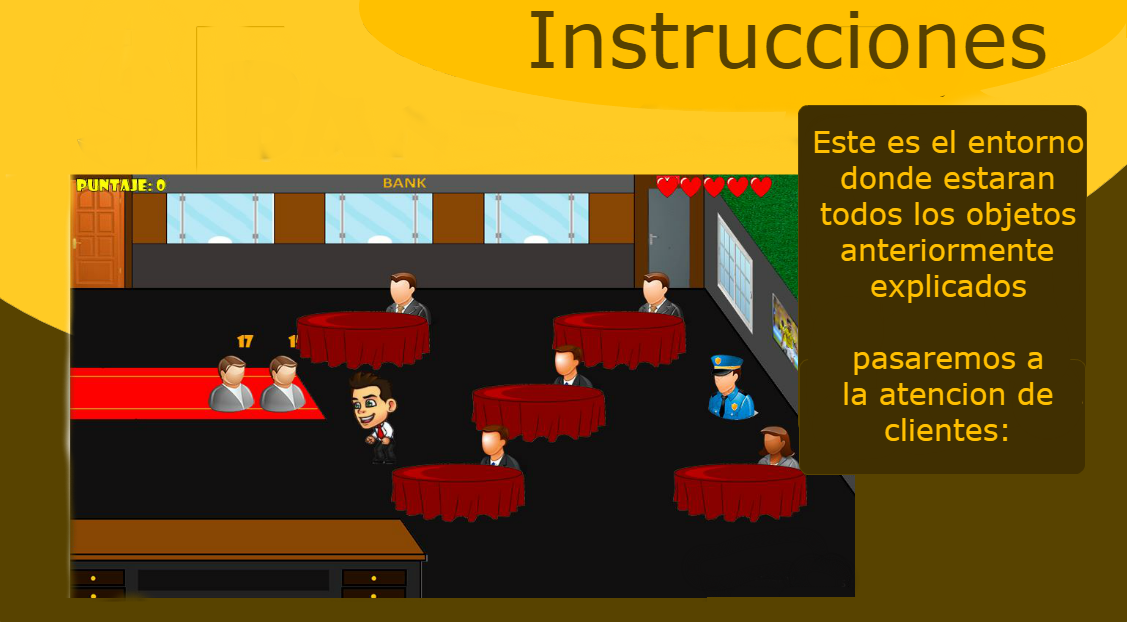 Instrucciones
PUNTAJE: 0
BANK
17
Este es el entorno
donde estaran
todos los objetos
anteriormente
explicados
pasaremos a
la atencion de
clientes: